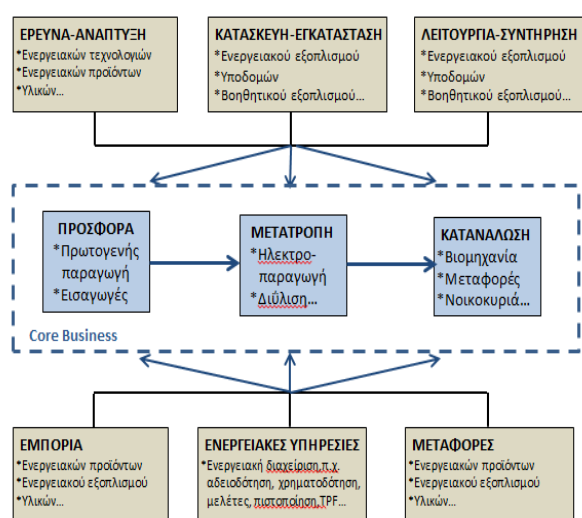 ΕΡΕΥΝΑ-ΑΝΑΠΤΥΞΗ
*Ενεργειακών τεχνολογιών
*Ενεργειακών προϊόντων
*Υλικών...
ΚΑΤΑΣΚΕΥΗ-ΕΓΚΑΤΑΣΤΑΣΗ
*Ενεργειακού εξοπλισμού
*Υποδομών
*Βοηθητικού εξοπλισμού...
ΛΕΙΤΟΥΡΓΙΑ-ΣΥΝΤΗΡΗΣΗ
*Ενεργειακού εξοπλισμού
*Υποδομών
*Βοηθητικού εξοπλισμού...
ΠΡΟΣΦΟΡΑ
*Πρωτογενής
παραγωγή
*Εισαγωγές
ΜΕΤΑΤΡΟΠΗ
*Ηλεκτρο-
παραγωγή
*Διΰλιση...
ΚΑΤΑΝΑΛΩΣΗ
*Βιομηχανία
*Μεταφορές
*Νοικοκυριά...
Core Business
ΕΜΠΟΡΙΑ
*Ενεργειακών προϊόντων
*Ενεργειακού εξοπλισμού
*Υλικών...
ΕΝΕΡΓΕΙΑΚΕΣ ΥΠΗΡΕΣΙΕΣ
*Ενεργειακή διαχείριση,π.χ.
αδειοδότηση, χρηματοδότηση,
μελέτες, πιστοποίηση,TPF...
ΜΕΤΑΦΟΡΕΣ
*Ενεργειακών προϊόντων
*Ενεργειακού εξοπλισμού
*Υλικών...